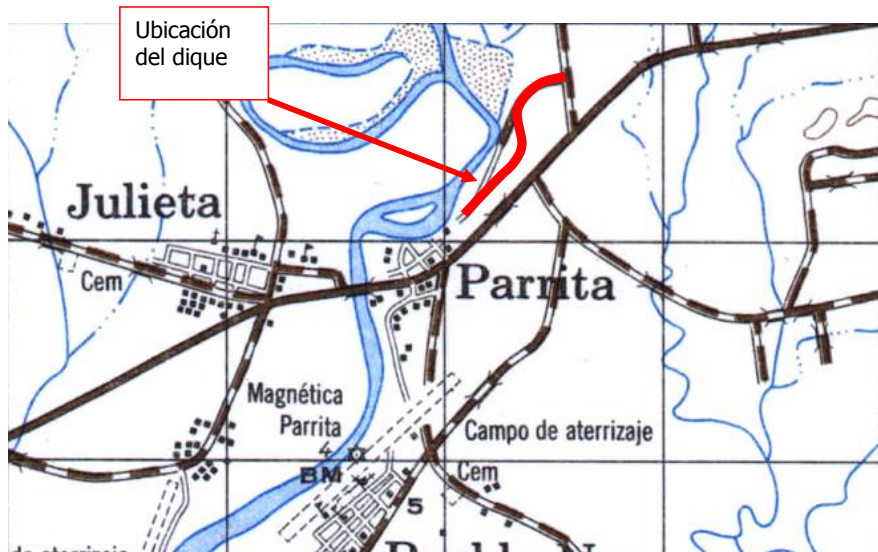 Ubicación
del dique
Julieta
Cem
Parrita
Magnética
Parrita
4
BM
Campo de aterrizaje
Cem
5